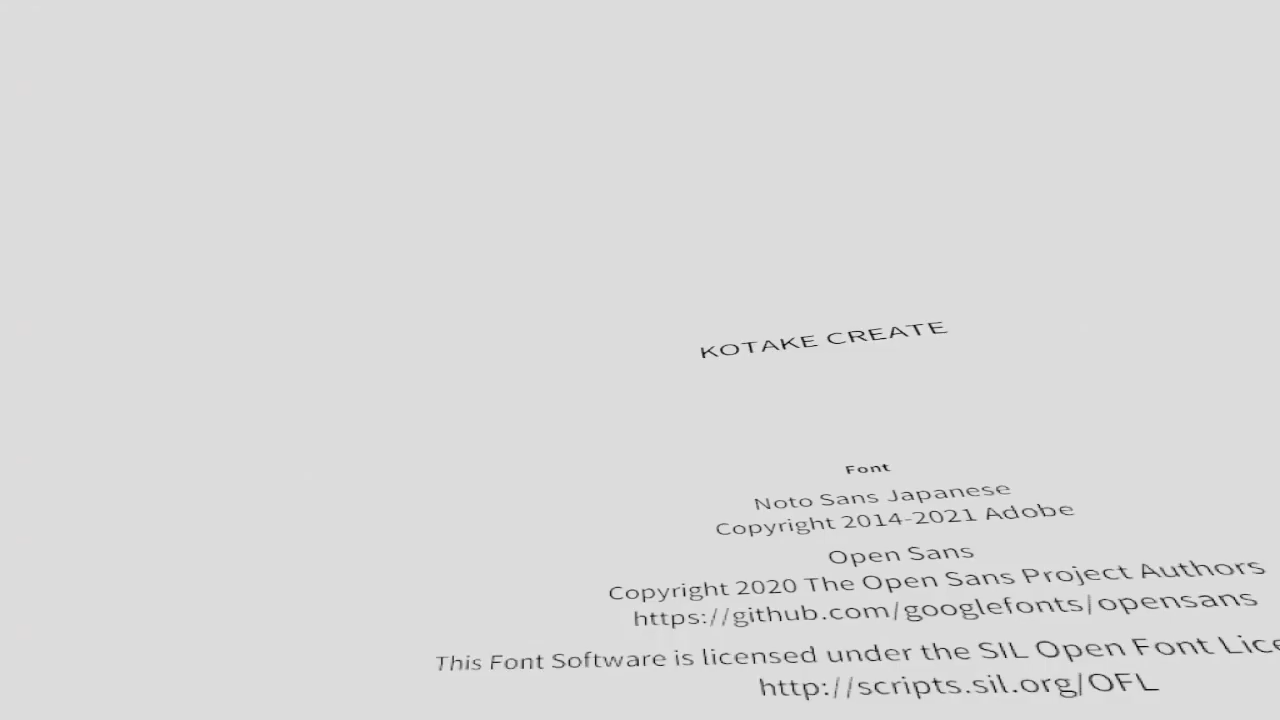 KOTAKE CREATE
Font
Noto Sans Japanese
Copyright 2014-2021 Adobe
Open Sans
Copyright 2020 The Open Sans Project Authors
https://github.com/googlefonts/opensans
This Font Software is licensed under the SIL Open Font
http://scripts.sil.org/OFL